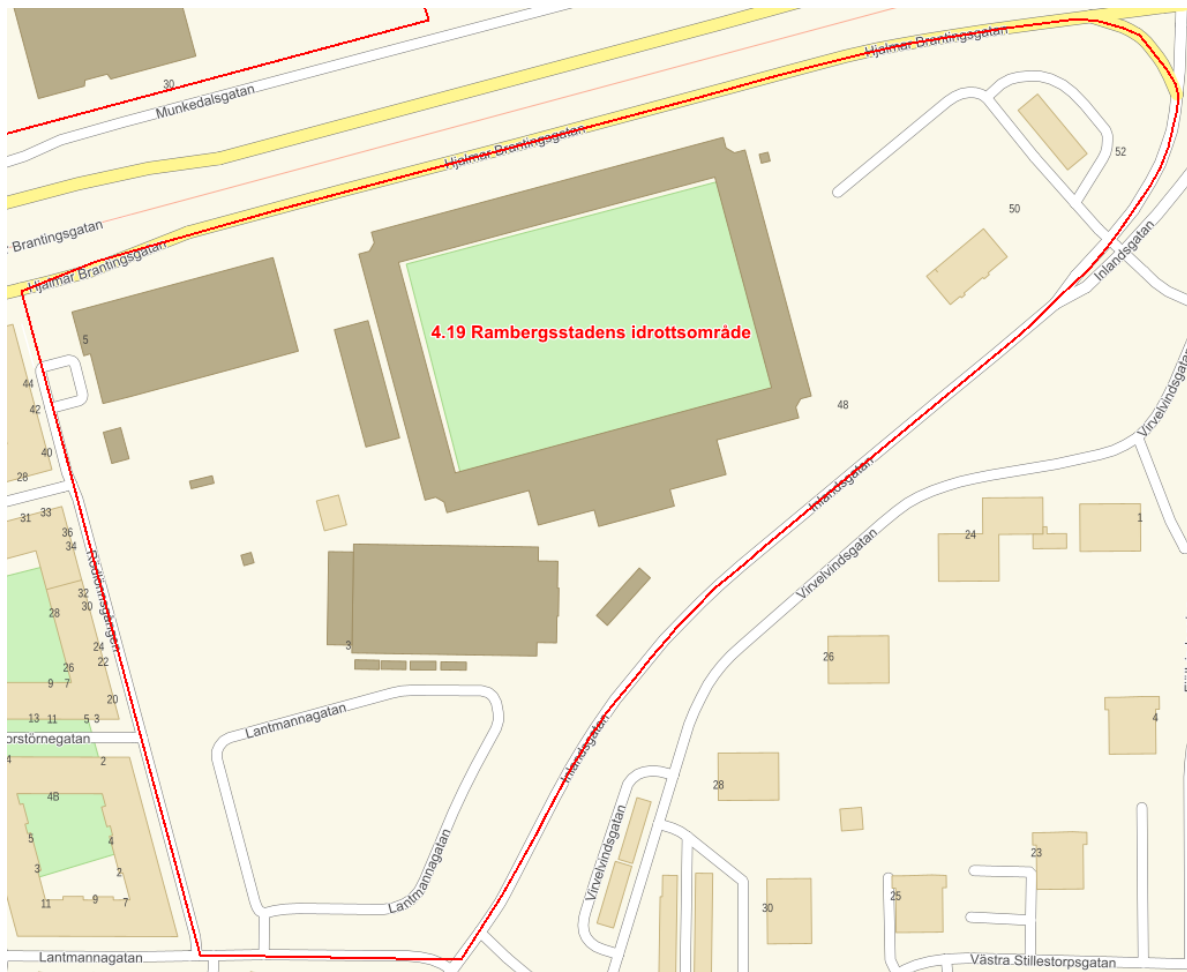 30
Munkedalsgatan
Hjalmar Brantingsgatan
Hjalmar Brantingsgatan
52
50
r Brantingsgatan
Hjalmar Brantingsgatan
Inlandsgatan
5
4.19 Rambergsstadens idrottsområde
44
42
48
Virvelvindsgatan
40
28
Inlandsgatan
31
33
36
34
24
1
Rödlönnsgången
Virvelvindsgatan
32
30
28
24
22
3
26
26
9
7
20
13
11
5
3
4
Lantmannagatan
Inlandsgatan
orstörnegatan
4
2
28
4B
Virvelvindsgatan
5
4
3
2
Lantmannagatan
23
25
11
9
7
30
Lantmannagatan
Västra Stillestorpsgatan